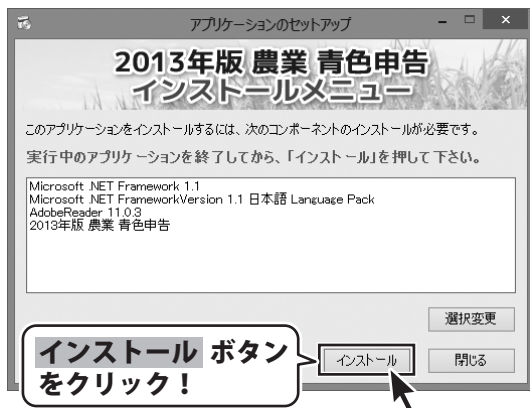 アプリケーションのセットアップ
2013年版 農業 青色申告
インストールメニュー
このアプリケーションをインストールするには、次のコンポーネントのインストールが必要です。
実行中のアプリケーションを終了してから、「インストール」を押して下さい。
Microsoft .NET Framework 1.1
Microsoft .NET FrameworkVersion 1.1 日本語 Language Pack
AdobeReader 11.0.3
2013年版 農業 青色申告
選択変更
インストール ボタン
をクリック！
インストール
閉じる